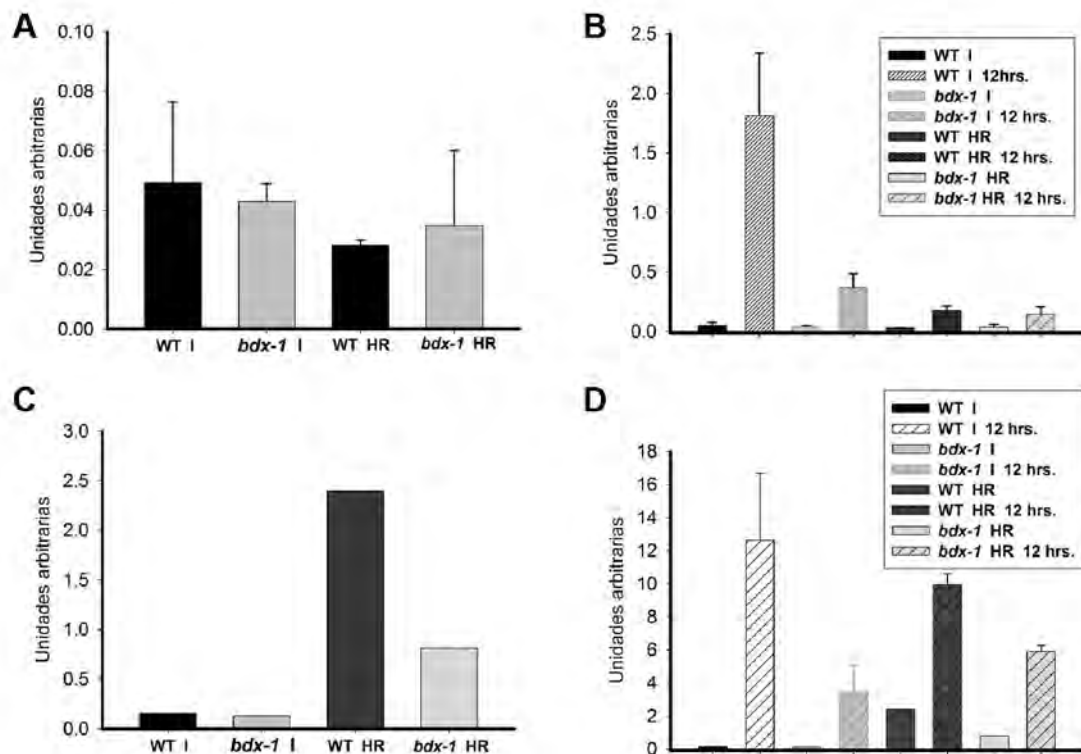 A
Unidades arbitrarias
0.10
0.08
0.06
0.04
0.02
0.00
WT I
bdx-1 I
WT HR
bdx-1 HR
B
Unidades arbitrarias
2.5
2.0
1.5
1.0
0.5
0.0
WT I
WT I 12hrs.
bdx-1 I
bdx-1 I 12 hrs.
WT HR
WT HR 12 hrs.
bdx-1 HR
bdx-1 HR 12 hrs.
C
Unidades arbitrarias
3.0
2.5
2.0
1.5
1.0
0.5
0.0
WT I
bdx-1 I
WT HR
bdx-1 HR
D
Unidades arbitrarias
18
16
14
12
10
8
6
4
2
0
WT I
WT I 12 hrs.
bdx-1 I
bdx-1 I 12 hrs.
WT HR
WT HR 12 hrs.
bdx-1 HR
bdx-1 HR 12 hrs.